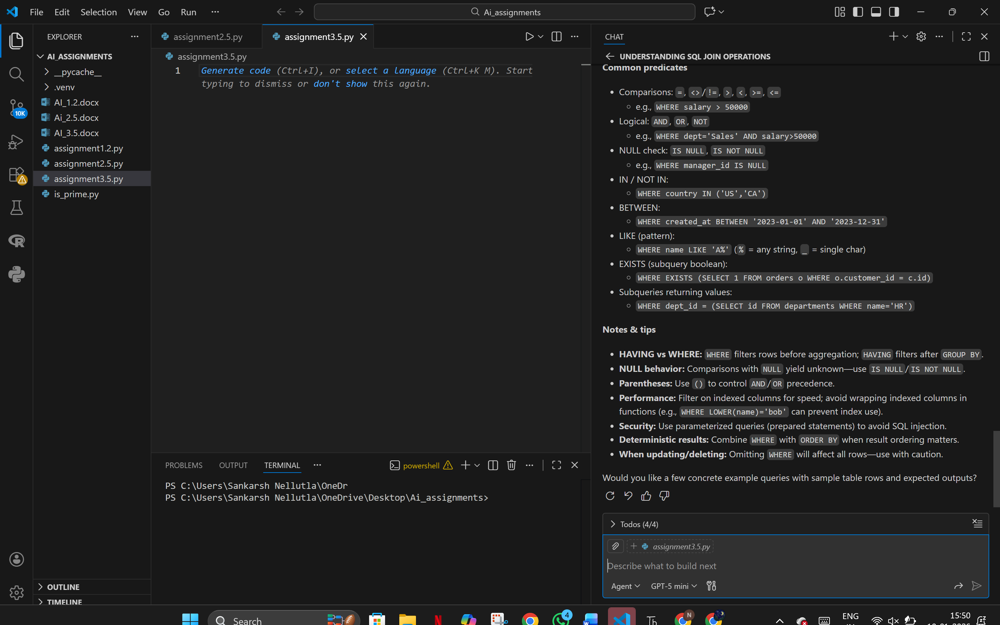 File Edit Selection View Go Run ···
Ai_assignments
EXPLORER
AI_ASSIGNMENTS
__pycache__
.venv
AI_1.2.docx
Ai_2.5.docx
AI_3.5.docx
assignment1.2.py
assignment2.5.py
assignment3.5.py
is_prime.py
10K
OUTLINE
TIMELINE
assignment2.5.py
assignment3.5.py
assignment3.5.py
1
Generate code (Ctrl+I), or select a language (Ctrl+K M). Start
typing to dismiss or don't show this again.
PROBLEMS OUTPUT TERMINAL ···
powershell
PS C:\Users\Sankarsh Nellutla\OneDr
PS C:\Users\Sankarsh Nellutla\OneDrive\Desktop\Ai_assignments>
CHAT
UNDERSTANDING SQL JOIN OPERATIONS
Common predicates
• Comparisons: =, <>/!=, >, <, >=, <=
e.g., WHERE salary > 50000
• Logical: AND, OR, NOT
e.g., WHERE dept='Sales' AND salary>50000
• NULL check: IS NULL, IS NOT NULL
e.g., WHERE manager_id IS NULL
• IN / NOT IN:
WHERE country IN ('US','CA')
• BETWEEN:
WHERE created_at BETWEEN '2023-01-01' AND '2023-12-31'
• LIKE (pattern):
WHERE name LIKE 'A%' (% = any string, _ = single char)
• EXISTS (subquery boolean):
WHERE EXISTS (SELECT 1 FROM orders o WHERE o.customer_id = c.id)
• Subqueries returning values:
WHERE dept_id = (SELECT id FROM departments WHERE name='HR')
Notes & tips
• HAVING vs WHERE: WHERE filters rows before aggregation; HAVING filters after GROUP BY.
• NULL behavior: Comparisons with NULL yield unknown—use IS NULL/IS NOT NULL.
• Parentheses: Use () to control AND/OR precedence.
• Performance: Filter on indexed columns for speed; avoid wrapping indexed columns in
functions (e.g., WHERE LOWER(name)='bob' can prevent index use).
• Security: Use parameterized queries (prepared statements) to avoid SQL injection.
• Deterministic results: Combine WHERE with ORDER BY when result ordering matters.
• When updating/deleting: Omitting WHERE will affect all rows—use with caution.
Would you like a few concrete example queries with sample table rows and expected outputs?
Todos (4/4)
assignment3.5.py
Describe what to build next
Agent GPT-5 mini
Search
4
N
ENG
15:50